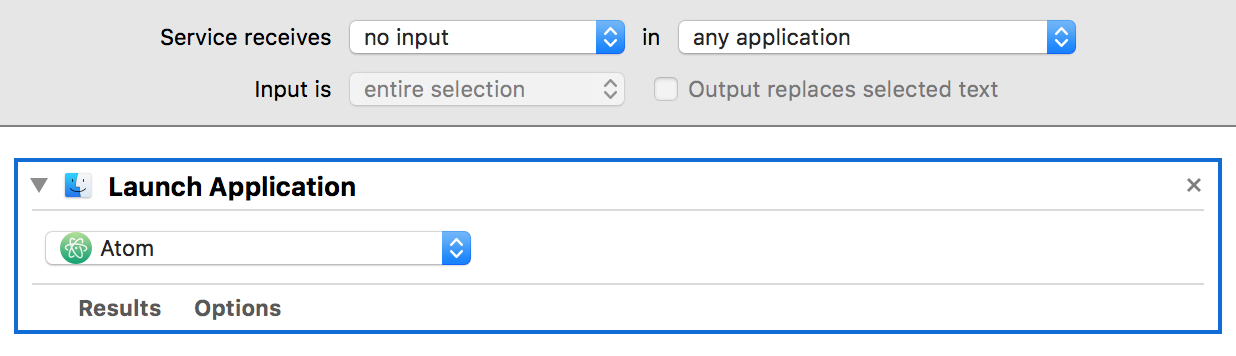 Service receives no input in any application
Input is entire selection Output replaces selected text
Launch Application
Atom
Results Options